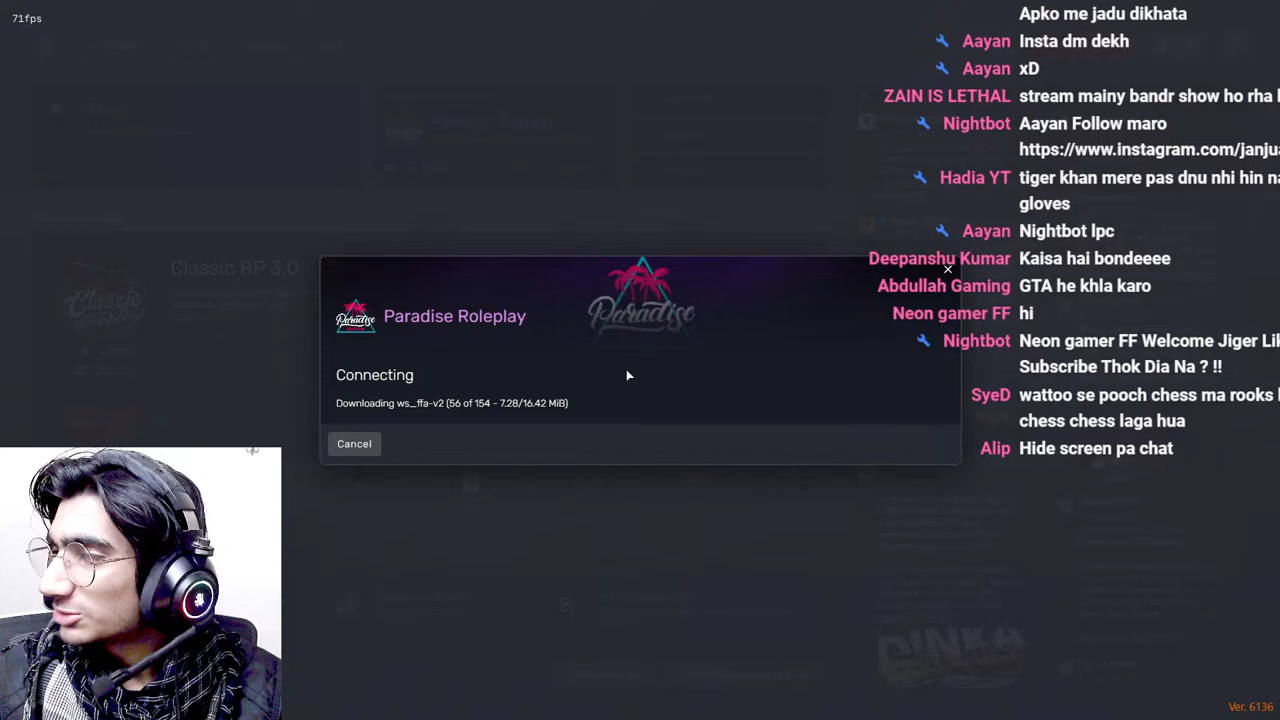 71fps
Apko me jadu dikhata
Aayan Insta dm dekh
Aayan xD
ZAIN IS LETHAL stream mainy bandr show ho rha
Nightbot Aayan Follow maro
https://www.instagram.com/janju
Hadia YT tiger khan mere pas dnu nhi hin
gloves
Aayan Nightbot lpc
Deepanshu Kumar Kaisa hai bondeeee
Abdullah Gaming GTA he khla karo
Neon gamer FF hi
Nightbot Neon gamer FF Welcome Jiger
Subscribe Thok Dia Na ? !!
SyeD wattoo se pooch chess ma rooks
chess chess laga hua
Alip Hide screen pa chat
Classic RP 3.0
Paradise
Paradise Roleplay
Paradise
Connecting
Downloading ws_ffa-v2 (56 of 154 - 7.28/16.42 MiB)
Cancel
DINKA
Ver. 6136